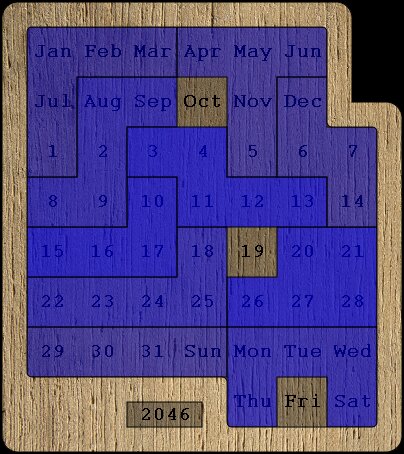 Jan Feb Mar Apr May Jun
Jul Aug Sep Oct Nov Dec
1 2 3 4 5 6 7
8 9 10 11 12 13 14
15 16 17 18 19 20 21
22 23 24 25 26 27 28
29 30 31 Sun Mon Tue Wed
Thu Fri Sat
2046